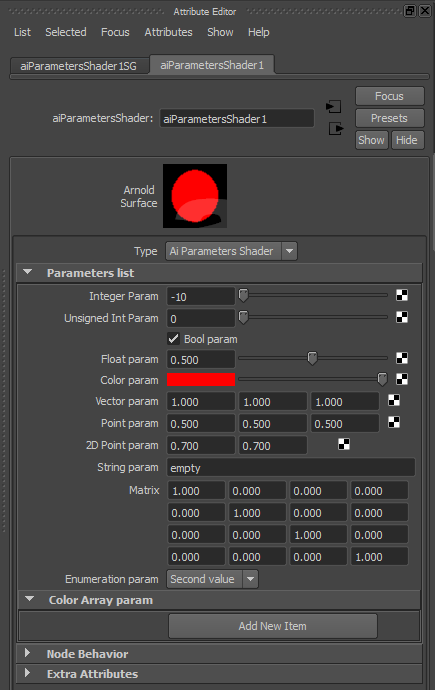 Attribute Editor
List Selected Focus Attributes Show Help
aiParametersShader1SG aiParametersShader1
Focus
aiParametersShader: aiParametersShader1 Presets
Show Hide
Arnold
Surface
Type Ai Parameters Shader
Parameters list
Integer Param -10
Unsigned Int Param 0
Bool param
Float param 0.500
Color param
Vector param 1.000 1.000 1.000
Point param 0.500 0.500 0.500
2D Point param 0.700 0.700
String param empty
Matrix 1.000 0.000 0.000 0.000
0.000 1.000 0.000 0.000
0.000 0.000 1.000 0.000
0.000 0.000 0.000 1.000
Enumeration param Second value
Color Array param
Add New Item
Node Behavior
Extra Attributes